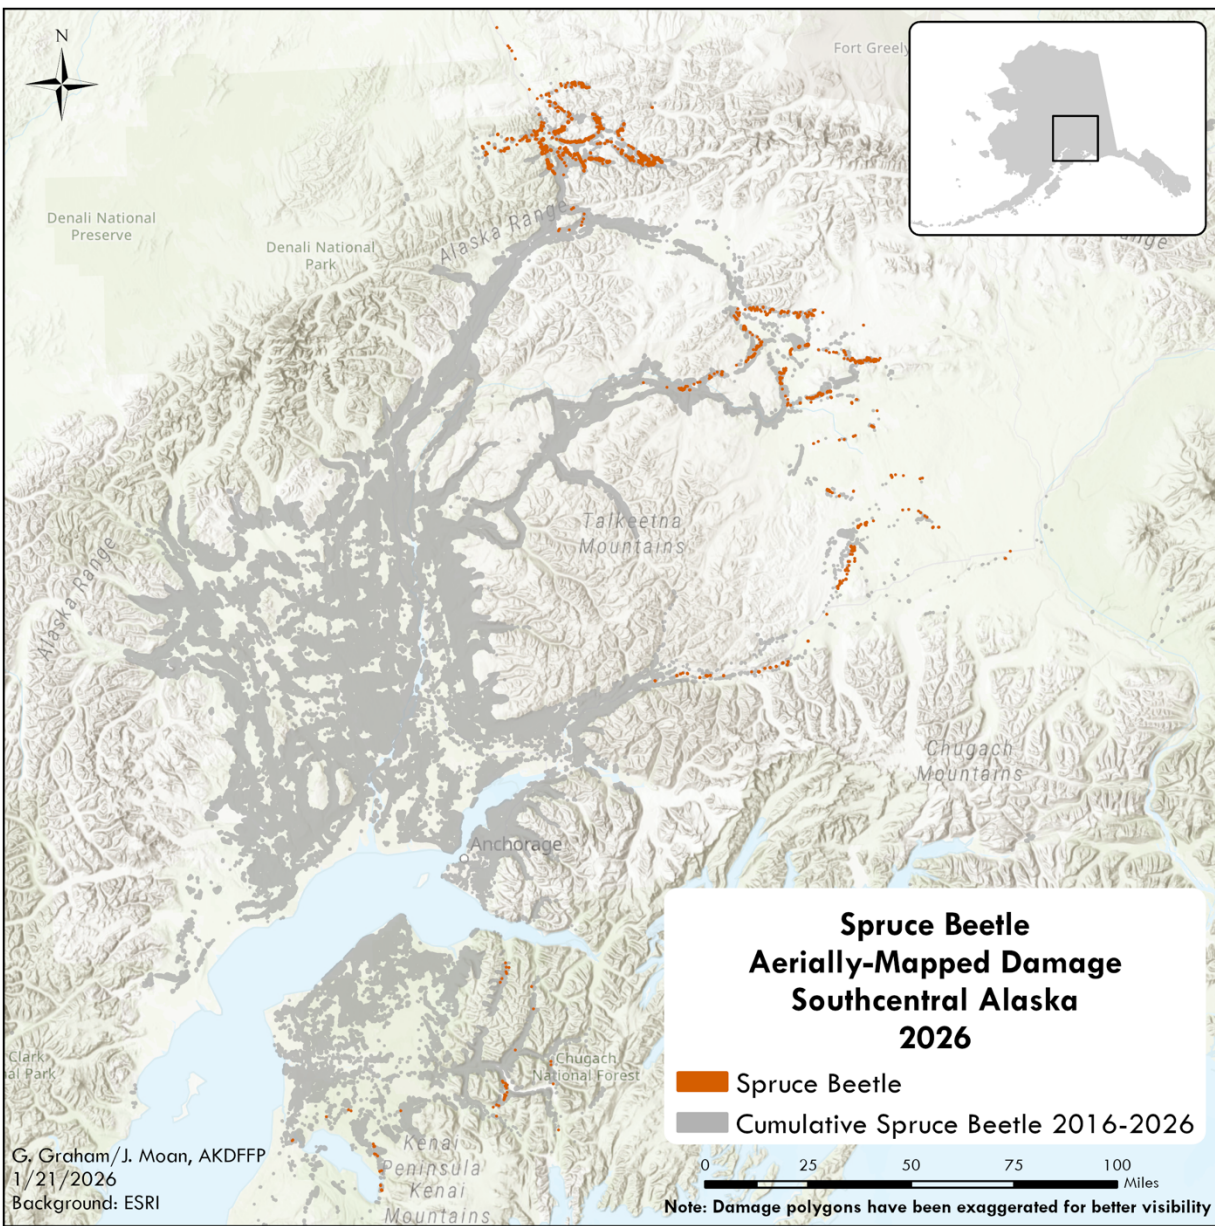 N
Fort Greely
Denali National
Preserve
Denali National
Park
Alaska Range
Range
Talkeetna
Mountains
Alaska Range
Chugach
Mountains
Anchorage
Chugach
National Forest
Clark
al Park
Kenai
Peninsula
Kenai
Mountains
Spruce Beetle
Aerially-Mapped Damage
Southcentral Alaska
2026
Spruce Beetle
Cumulative Spruce Beetle 2016-2026
G. Graham/J. Moan, AKDFFP
1/21/2026
Background: ESRI
0 25 50 75 100
Miles
Note: Damage polygons have been exaggerated for better visibility